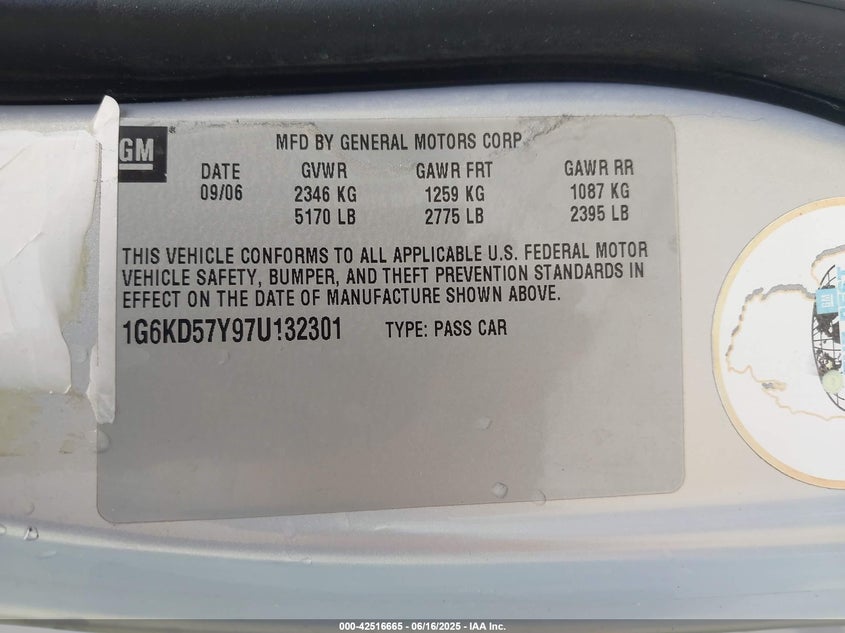 GM
MFD BY GENERAL MOTORS CORP
DATE GVWR GAWR FRT GAWR RR
09/06 2346 KG 1259 KG 1087 KG
5170 LB 2775 LB 2395 LB
THIS VEHICLE CONFORMS TO ALL APPLICABLE U.S. FEDERAL MOTOR
VEHICLE SAFETY, BUMPER, AND THEFT PREVENTION STANDARDS IN
EFFECT ON THE DATE OF MANUFACTURE SHOWN ABOVE.
1G6KD57Y97U132301 TYPE: PASS CAR
GM
000-42516665 - 06/16/2025 - IAA Inc.